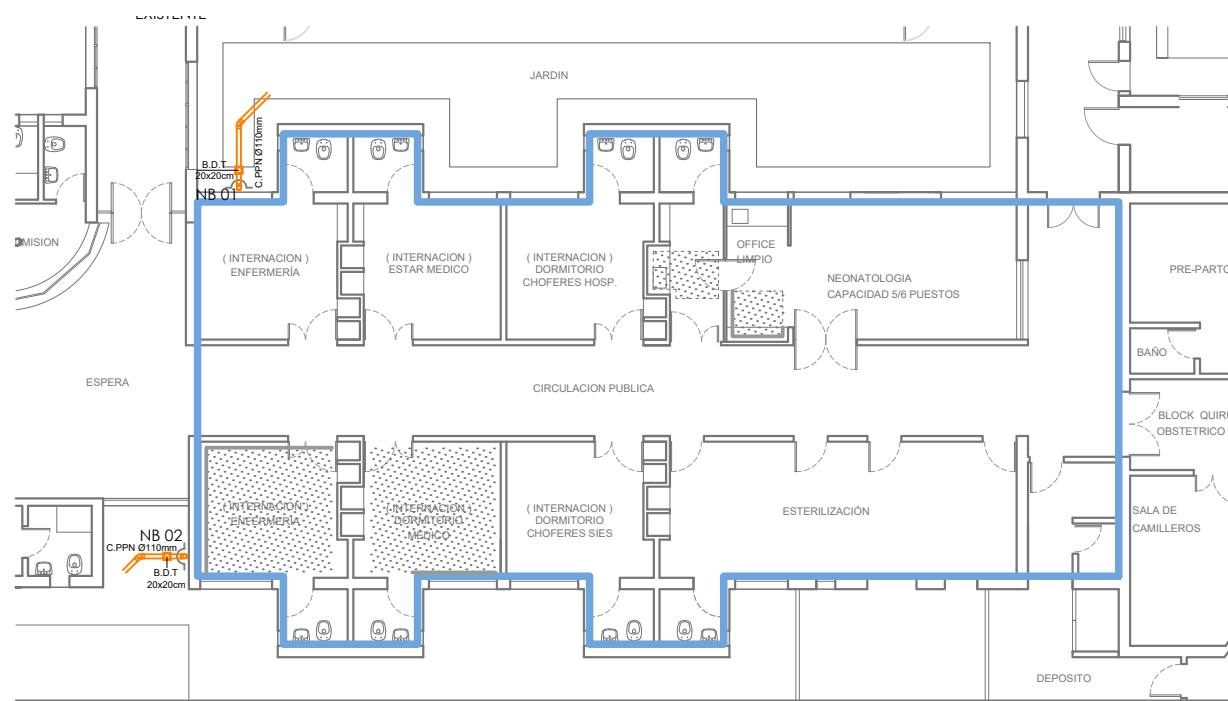 EXISTENTE
JARDIN
C.PPN Ø110mm
B.D.T
20x20cm
NB 01
( INTERNACION )
ENFERMERÍA
( INTERNACION )
ESTAR MEDICO
( INTERNACION )
DORMITORIO
CHOFERES HOSP.
OFFICE
LIMPIO
NEONATOLOGIA
CAPACIDAD 5/6 PUESTOS
MISION
PRE-PARTO
BAÑO
ESPERA
CIRCULACION PUBLICA
BLOCK QUIRU
OBSTETRICO
( INTERNACION )
ENFERMERÍA
( INTERNACION )
DORMITORIO
MEDICO
( INTERNACION )
DORMITORIO
CHOFERES SIES
ESTERILIZACIÓN
SALA DE
CAMILLEROS
NB 02
C.PPN Ø110mm
B.D.T
20x20cm
DEPOSITO